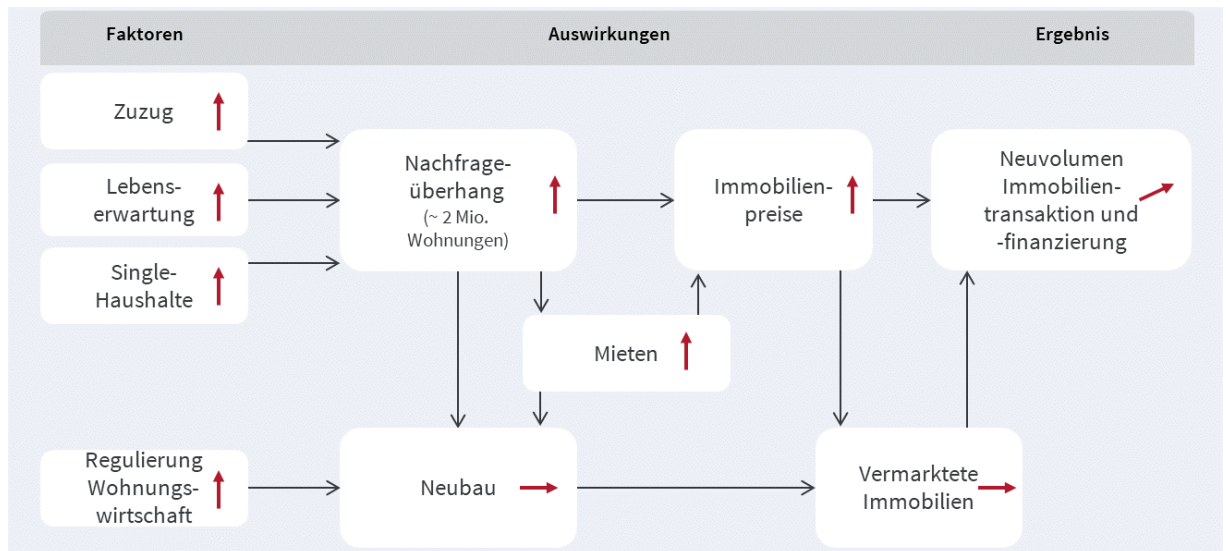 Faktoren
Auswirkungen
Ergebnis
Zuzug
Lebens-
erwartung
Single-
Haushalte
Nachfrage-
überhang
(~ 2 Mio.
Wohnungen)
Immobilien-
preise
Neuvolumen
Immobilien-
transaktion und
-finanzierung
Mieten
Regulierung
Wohnungs-
wirtschaft
Neubau
Vermarktete
Immobilien